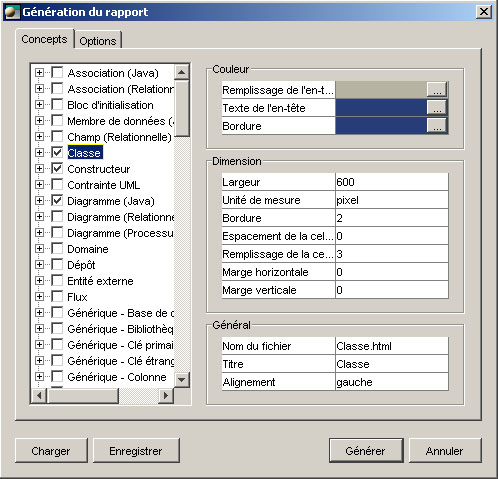 Génération du rapport
Concepts
Options
Association (Java)
Association (Relationn
Bloc d'initialisation
Membre de données (
Champ (Relationnelle)
Classe
Constructeur
Contrainte UML
Diagramme (Java)
Diagramme (Relationne
Diagramme (Processu
Domaine
Dépôt
Entité externe
Flux
Générique - Base de d
Générique - Bibliothèq
Générique - Clé primai
Générique - Clé étrang
Générique - Colonne
Couleur
Remplissage de l'en-t... ...
Texte de l'en-tête ...
Bordure ...
Dimension
Largeur 600
Unité de mesure pixel
Bordure 2
Espacement de la cel... 0
Remplissage de la ce... 3
Marge horizontale 0
Marge verticale 0
Général
Nom du fichier Classe.html
Titre Classe
Alignement gauche
Charger
Enregistrer
Générer
Annuler